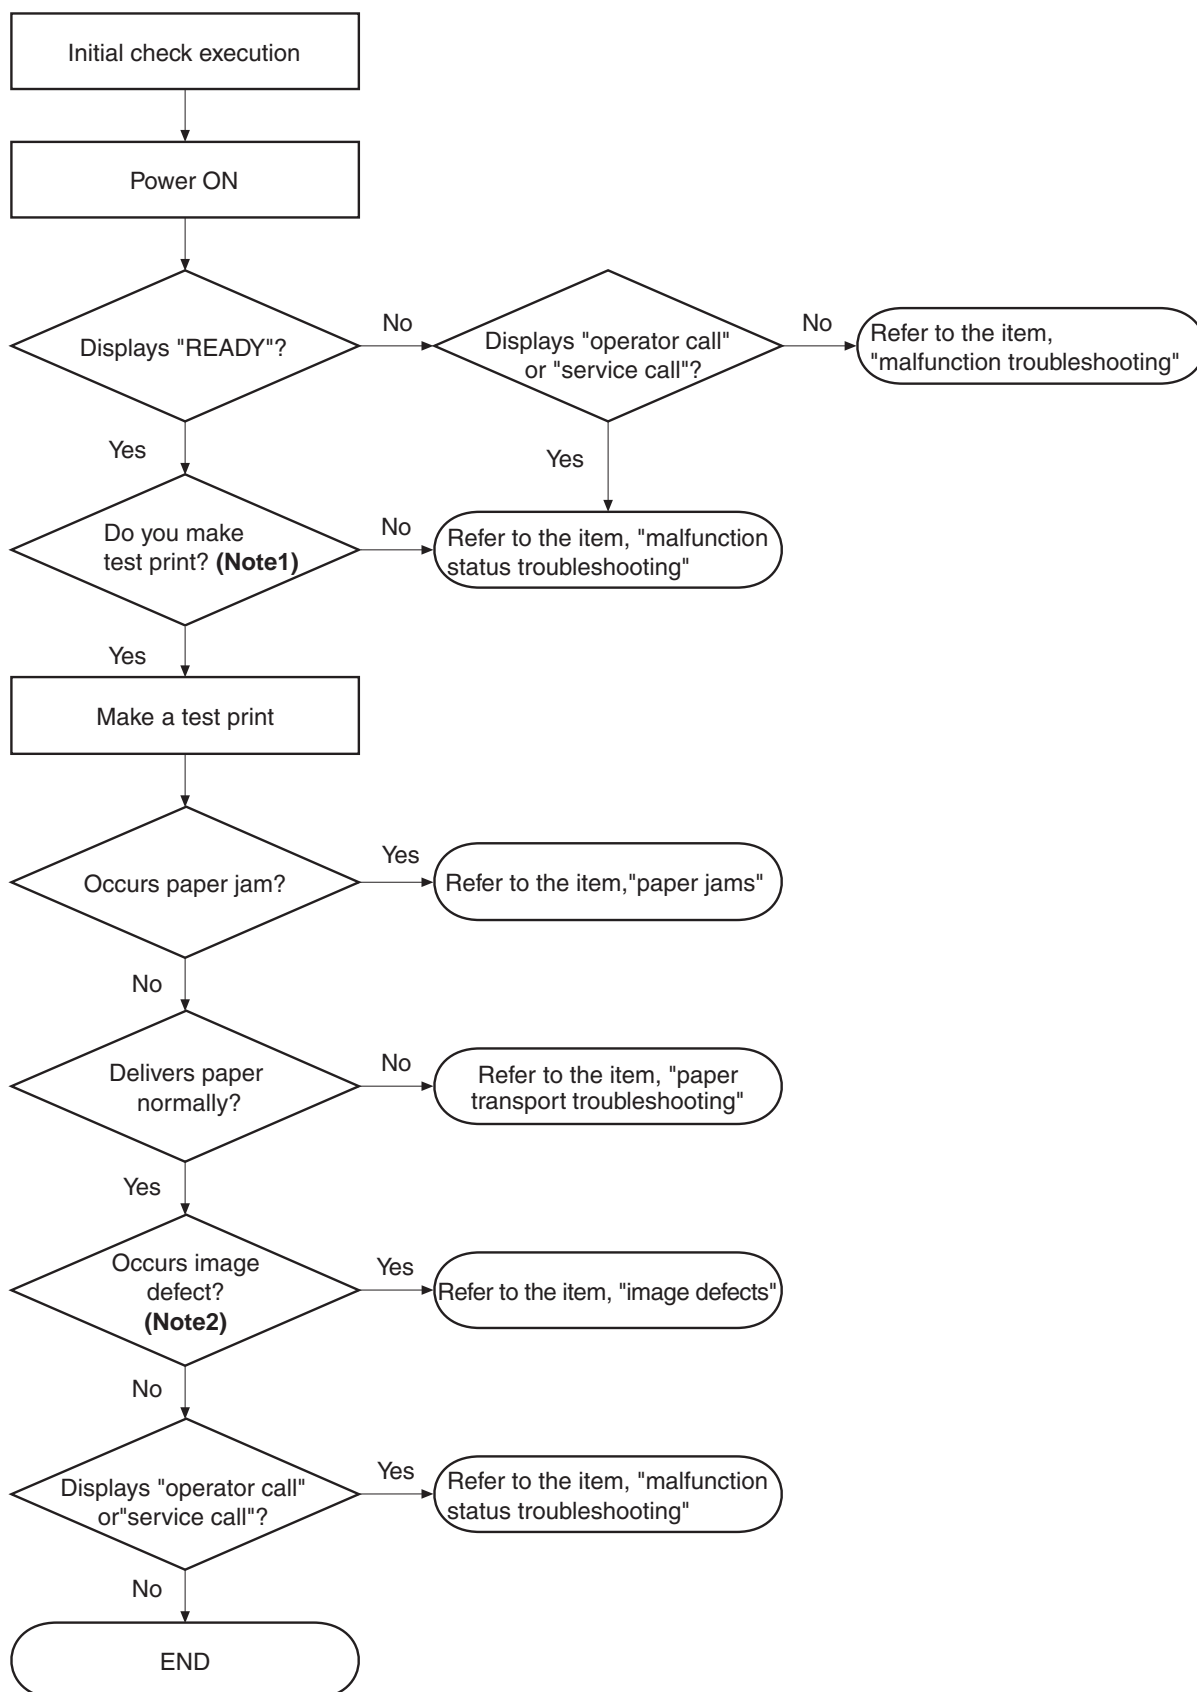 Initial check execution
Power ON
Displays "READY"?
No
Displays "operator call"
or "service call"?
No
Refer to the item,
"malfunction troubleshooting"
Yes
Yes
Do you make
test print? (Note1)
No
Refer to the item, "malfunction
status troubleshooting"
Yes
Make a test print
Occurs paper jam?
Yes
Refer to the item,"paper jams"
No
Delivers paper
normally?
No
Refer to the item, "paper
transport troubleshooting"
Yes
Occurs image
defect?
(Note2)
Yes
Refer to the item, "image defects"
No
Displays "operator call"
or"service call"?
Yes
Refer to the item, "malfunction
status troubleshooting"
No
END